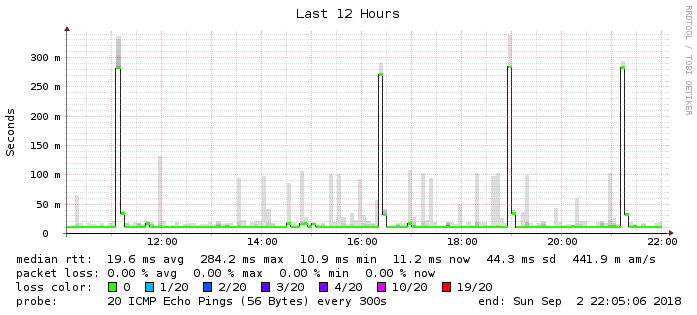 Last 12 Hours
RRDTOOL / TOBI OETIKER
Seconds
300 m
250 m
200 m
150 m
100 m
50 m
0
12:00 14:00 16:00 18:00 20:00 22:00
median rtt: 19.6 ms avg 284.2 ms max 10.9 ms min 11.2 ms now 44.3 ms sd 441.9 m am/s
packet loss: 0.00 % avg 0.00 % max 0.00 % min 0.00 % now
loss color: 0 1/20 2/20 3/20 4/20 10/20 19/20
probe: 20 ICMP Echo Pings (56 Bytes) every 300s end: Sun Sep 2 22:05:06 2018